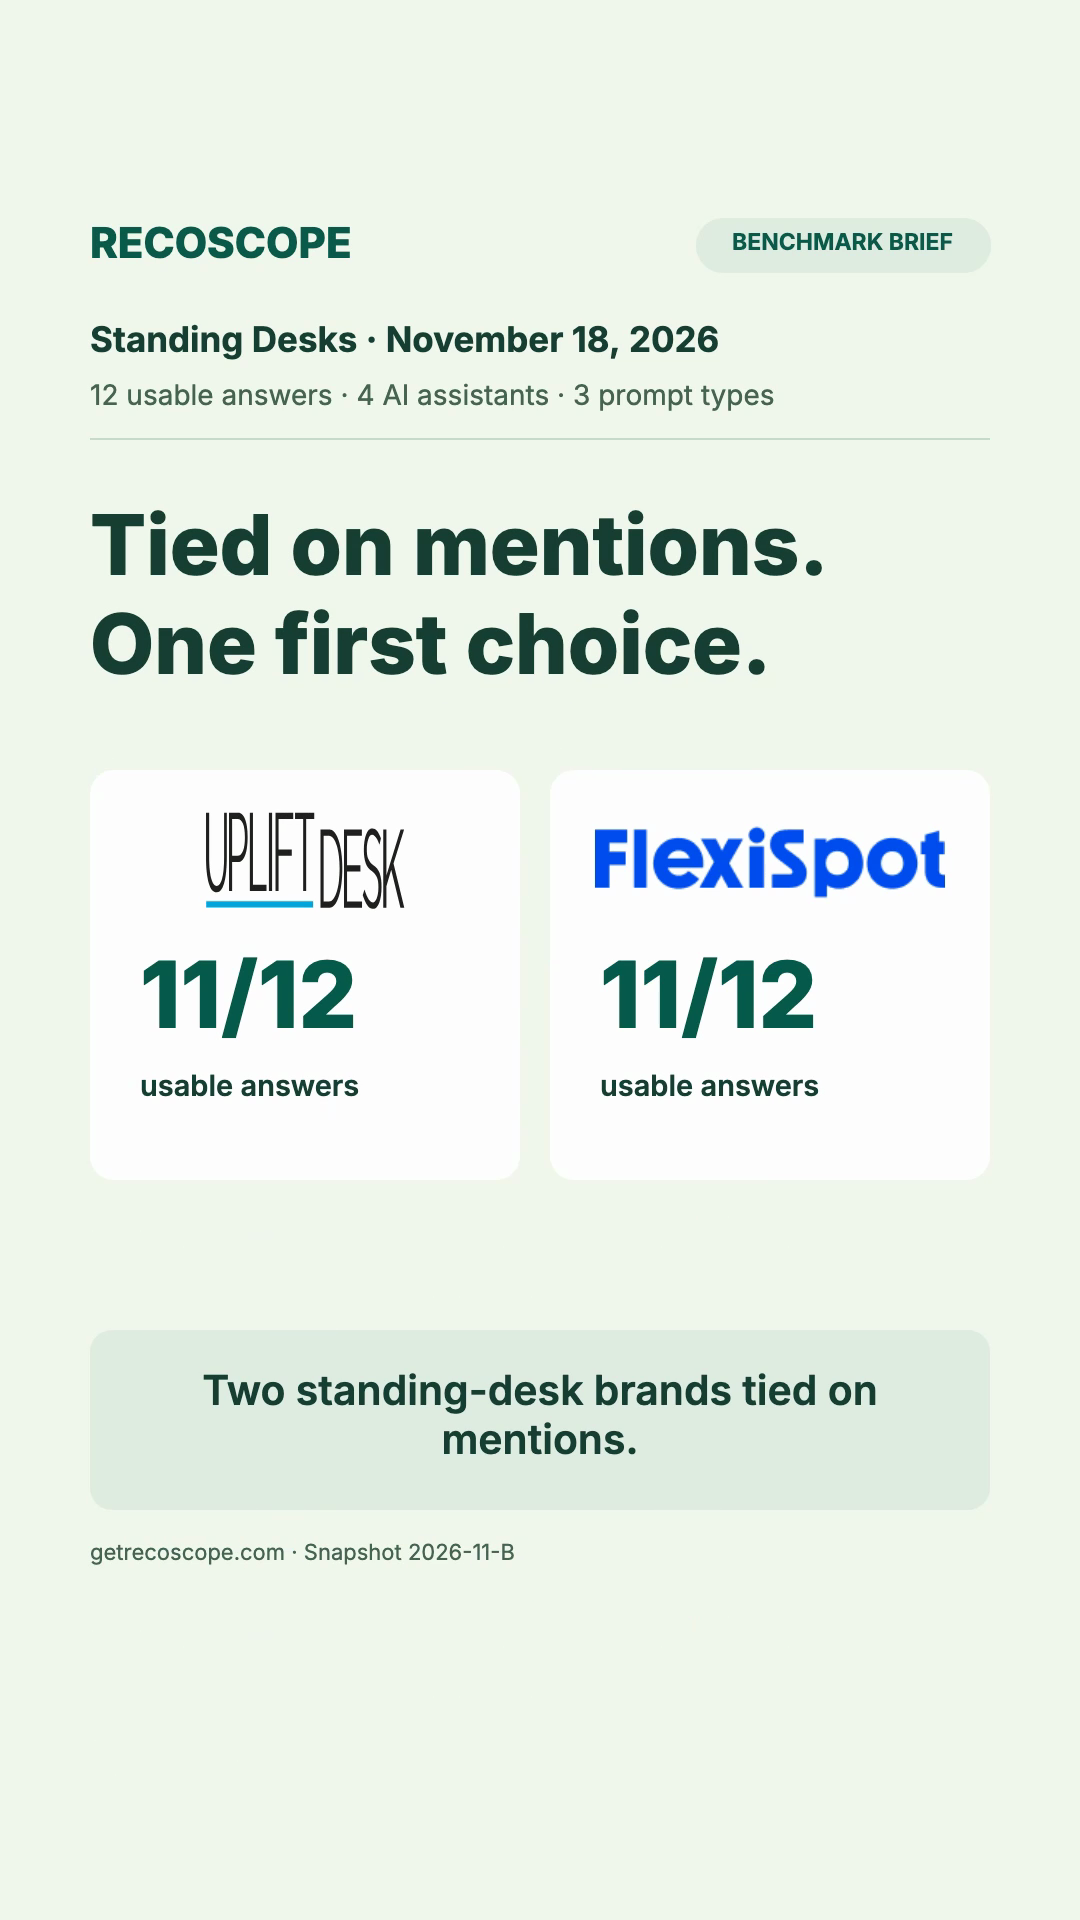 RECOSCOPE
BENCHMARK BRIEF
Standing Desks · November 18, 2026
12 usable answers · 4 AI assistants · 3 prompt types
Tied on mentions.
One first choice.
UPLIFT DESK
FlexiSpot
11/12
11/12
usable answers
usable answers
Two standing-desk brands tied on
mentions.
getrecoscope.com · Snapshot 2026-11-B